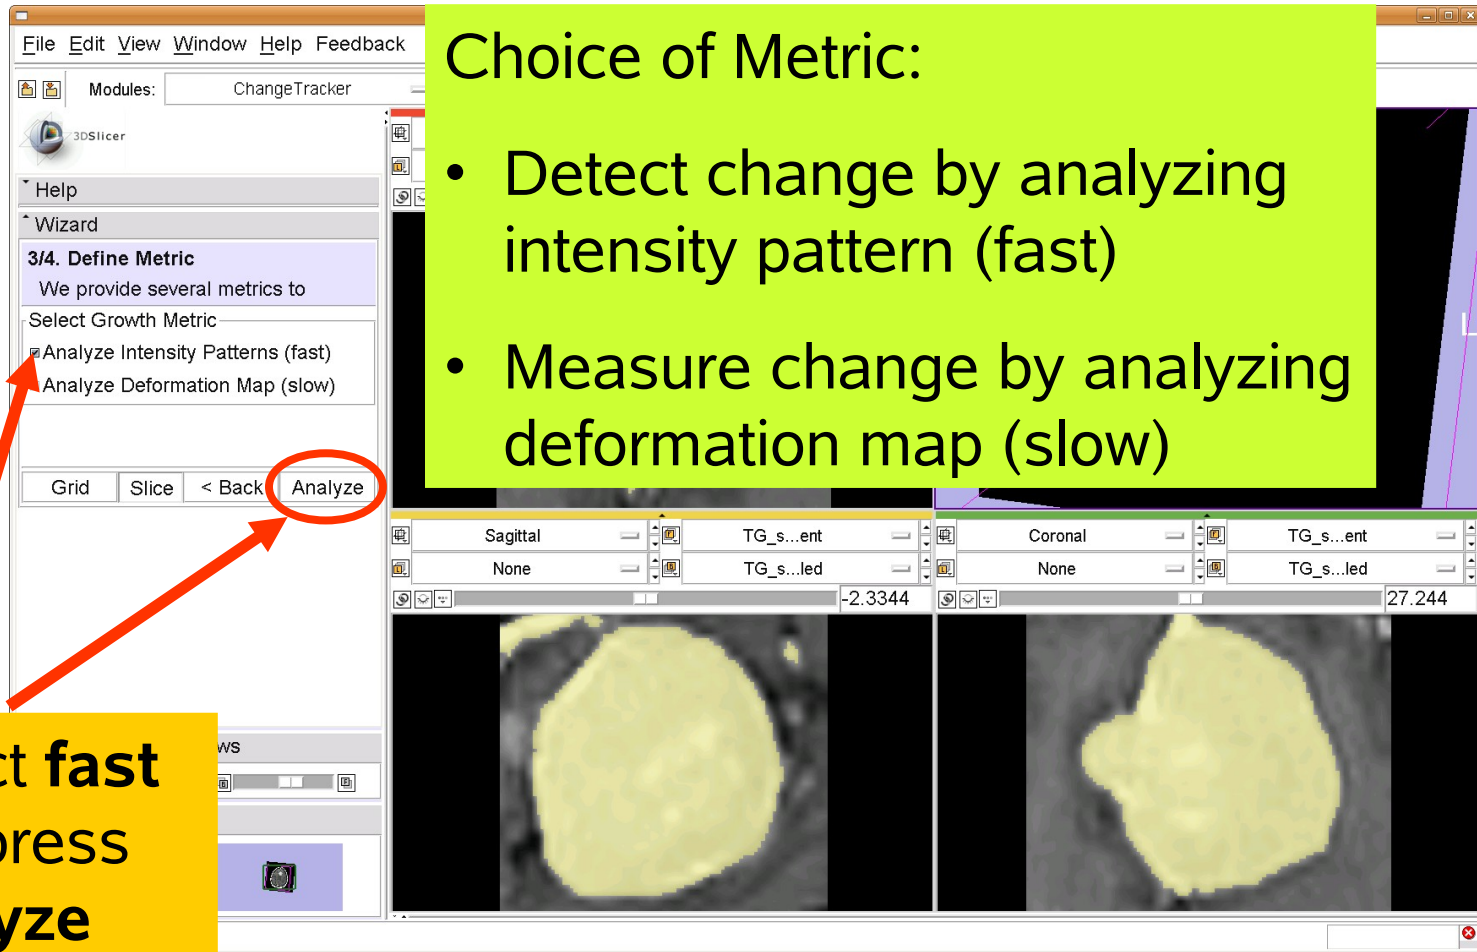 File Edit View Window Help Feedback
Modules: ChangeTracker
3DSlicer
Help
Wizard
3/4. Define Metric
We provide several metrics to
Select Growth Metric
Analyze Intensity Patterns (fast)
Analyze Deformation Map (slow)
Grid Slice < Back Analyze
Choice of Metric:
• Detect change by analyzing
intensity pattern (fast)
• Measure change by analyzing
deformation map (slow)
L
Sagittal TG_s...ent
None TG_s...led
-2.3344
Coronal TG_s...ent
None TG_s...led
27.244
ws
ct fast
press
yze